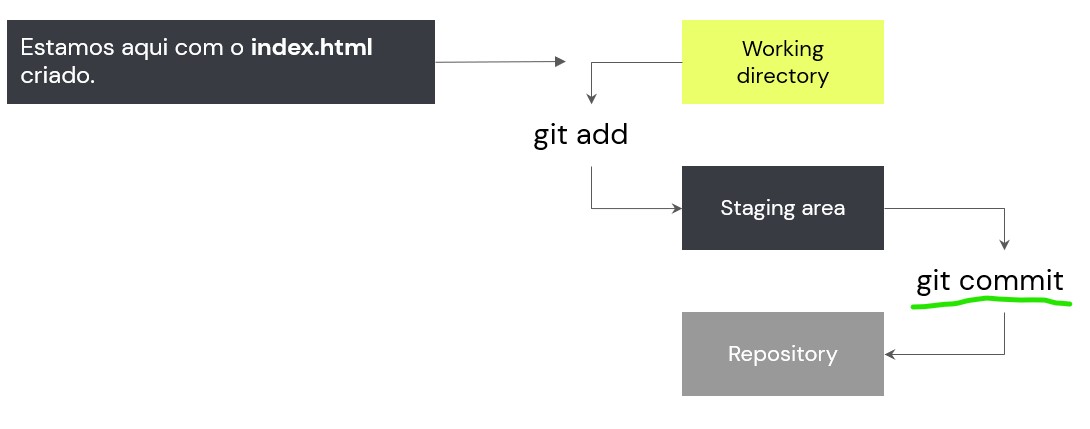 Estamos aqui com o index.html
criado.
Working
directory
git add
Staging area
git commit
Repository